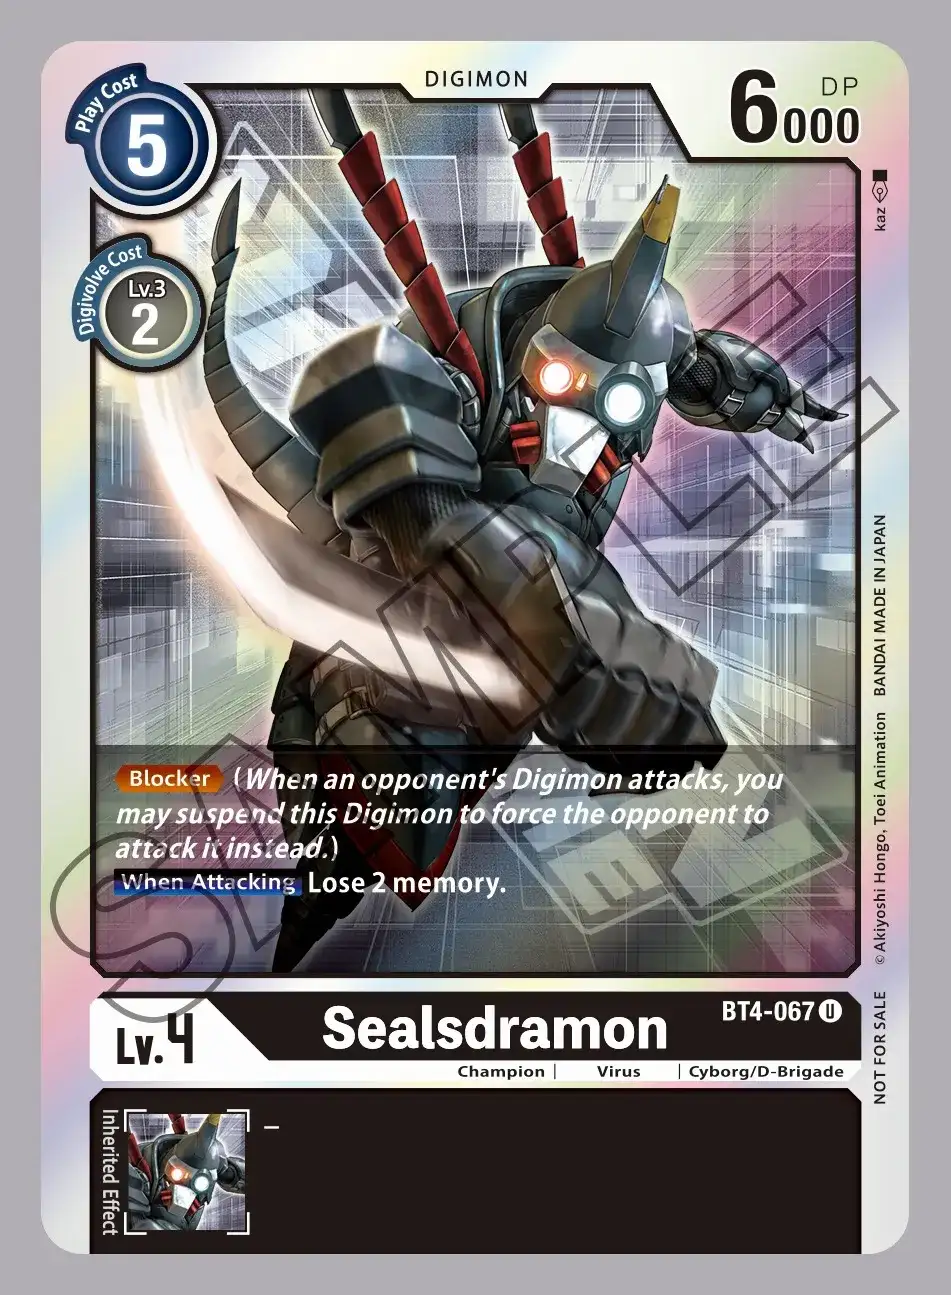 DIGIMON
Play Cost
5
6000
DP
Digivolve Cost
Lv.3
2
kaz
SAMPLE
Blocker (When an opponent's Digimon attacks, you
may suspend this Digimon to force the opponent to
attack it instead.)
When Attacking Lose 2 memory.
© Akiyoshi Hongo, Toei Animation BANDAI MADE IN JAPAN
NOT FOR SALE
Lv.4
Sealsdramon
BT4-067 U
Champion | Virus | Cyborg/D-Brigade
Inherited Effect
—